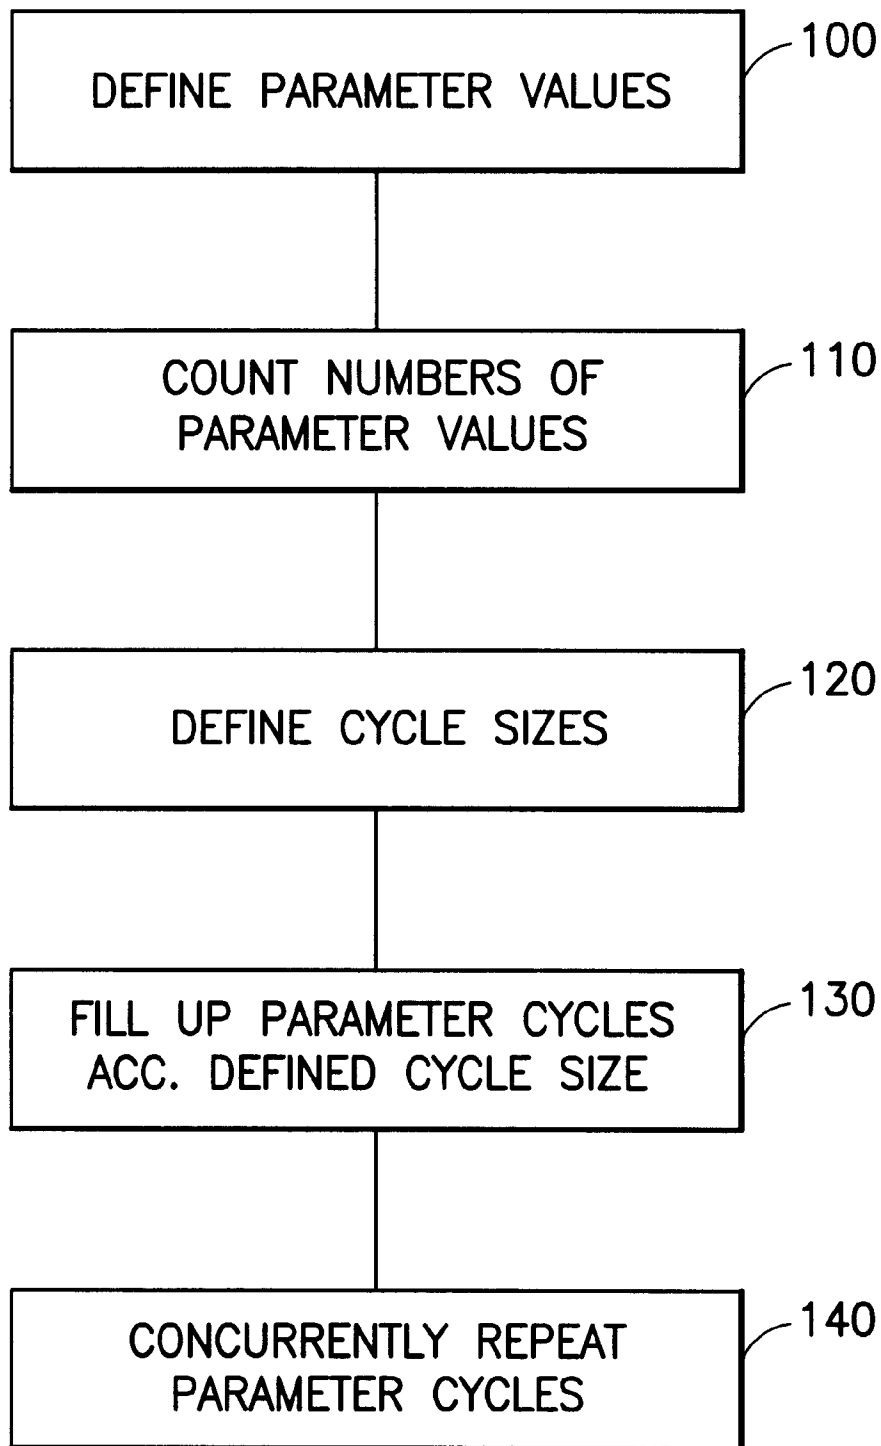 100
DEFINE PARAMETER VALUES
110
COUNT NUMBERS OF
PARAMETER VALUES
120
DEFINE CYCLE SIZES
130
FILL UP PARAMETER CYCLES
ACC. DEFINED CYCLE SIZE
140
CONCURRENTLY REPEAT
PARAMETER CYCLES